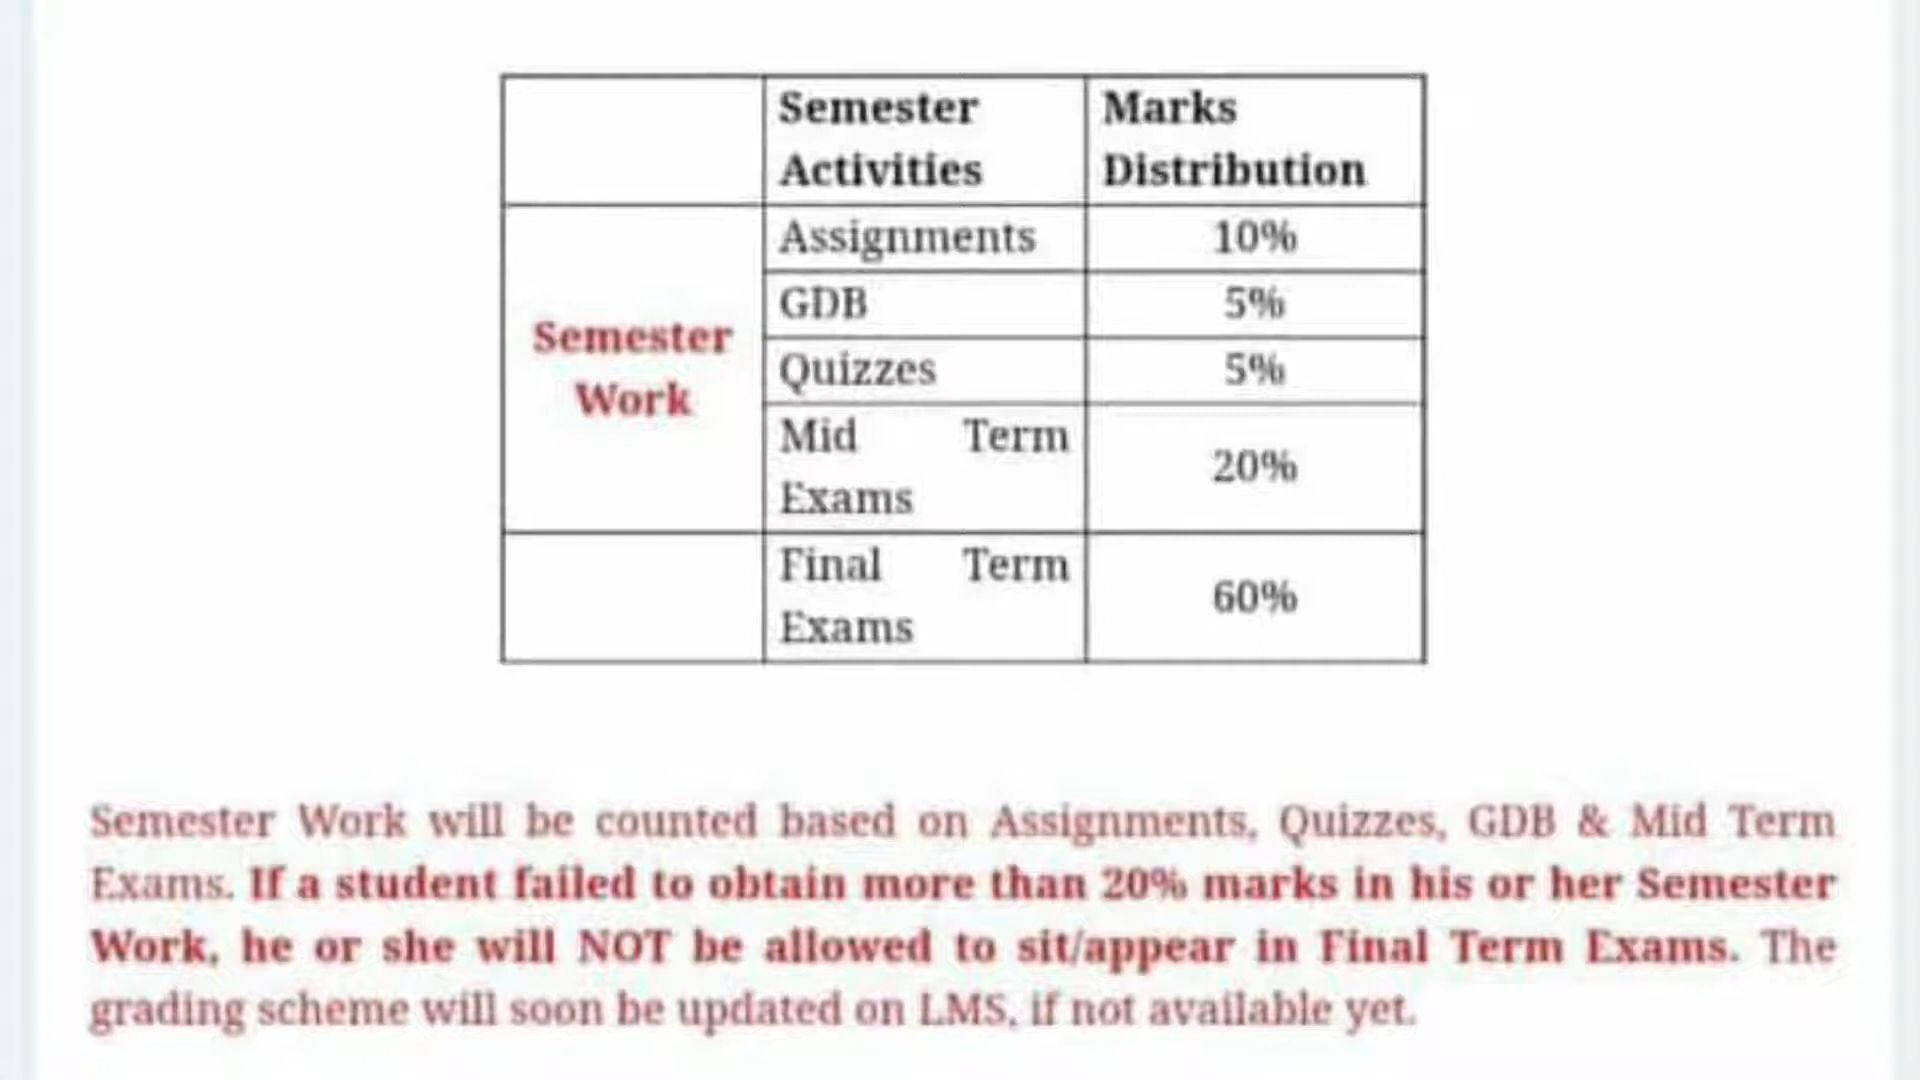 Semester
Activities
Marks
Distribution
Assignments 10%
GDB 5%
Semester
Work
Quizzes 5%
Mid Term
Exams
20%
Final Term
Exams
60%
Semester Work will be counted based on Assignments, Quizzes, GDB & Mid Term
Exams. If a student failed to obtain more than 20% marks in his or her Semester
Work, he or she will NOT be allowed to sit/appear in Final Term Exams. The
grading scheme will soon be updated on LMS, if not available yet.